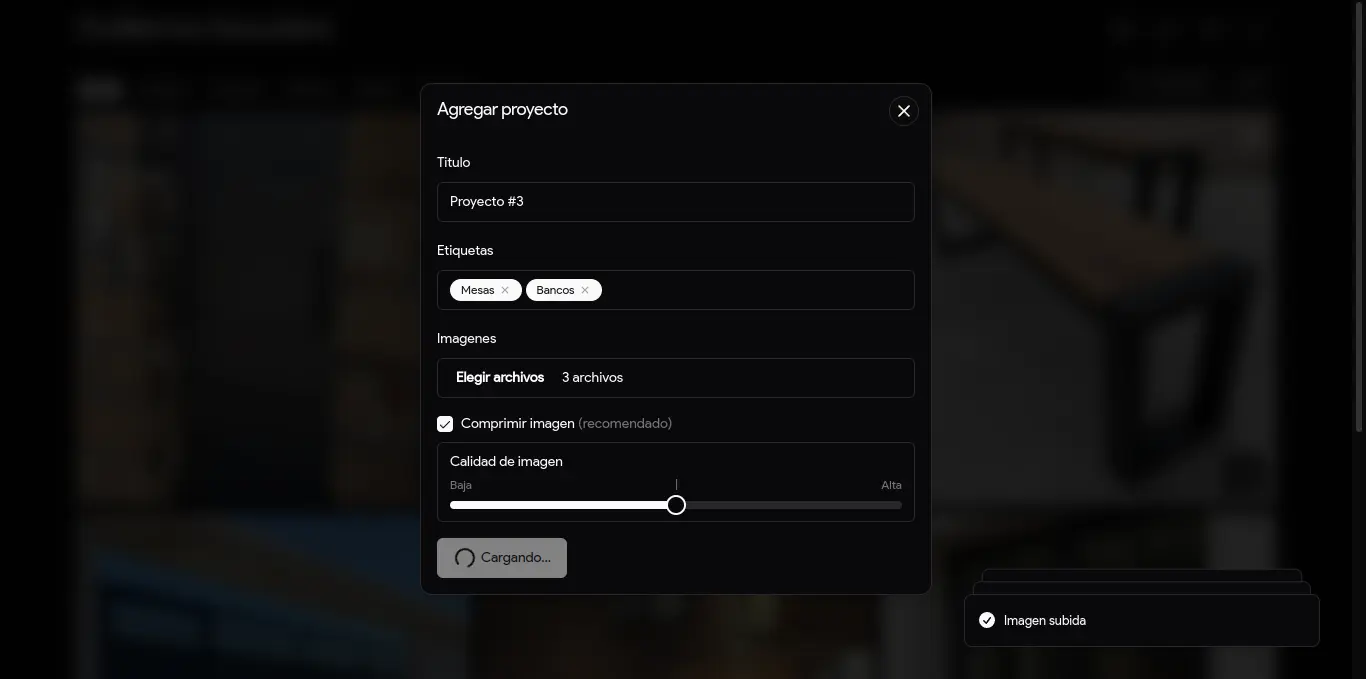 Agregar proyecto
Titulo
Proyecto #3
Etiquetas
Mesas Bancos
Imagenes
Elegir archivos 3 archivos
Comprimir imagen (recomendado)
Calidad de imagen
Baja | Alta
Cargando...
Imagen subida